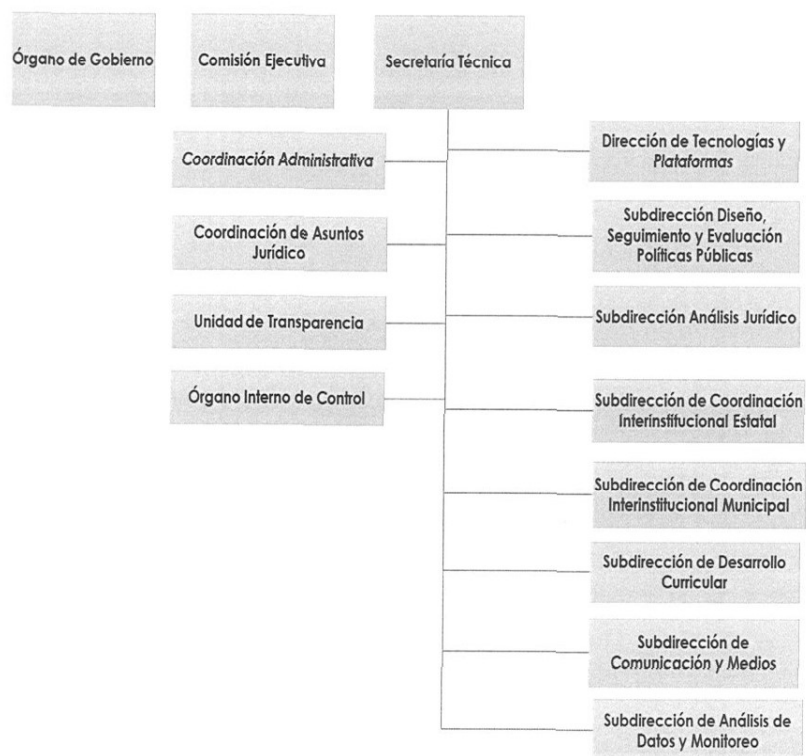 Órgano de Gobierno
Comisión Ejecutiva
Secretaría Técnica
Coordinación Administrativa
Coordinación de Asuntos
Jurídico
Unidad de Transparencia
Órgano Interno de Control
Dirección de Tecnologías y
Plataformas
Subdirección Diseño,
Seguimiento y Evaluación
Políticas Públicas
Subdirección Análisis Jurídico
Subdirección de Coordinación
Interinstitucional Estatal
Subdirección de Coordinación
Interinstitucional Municipal
Subdirección de Desarrollo
Curricular
Subdirección de
Comunicación y Medios
Subdirección de Análisis de
Datos y Monitoreo